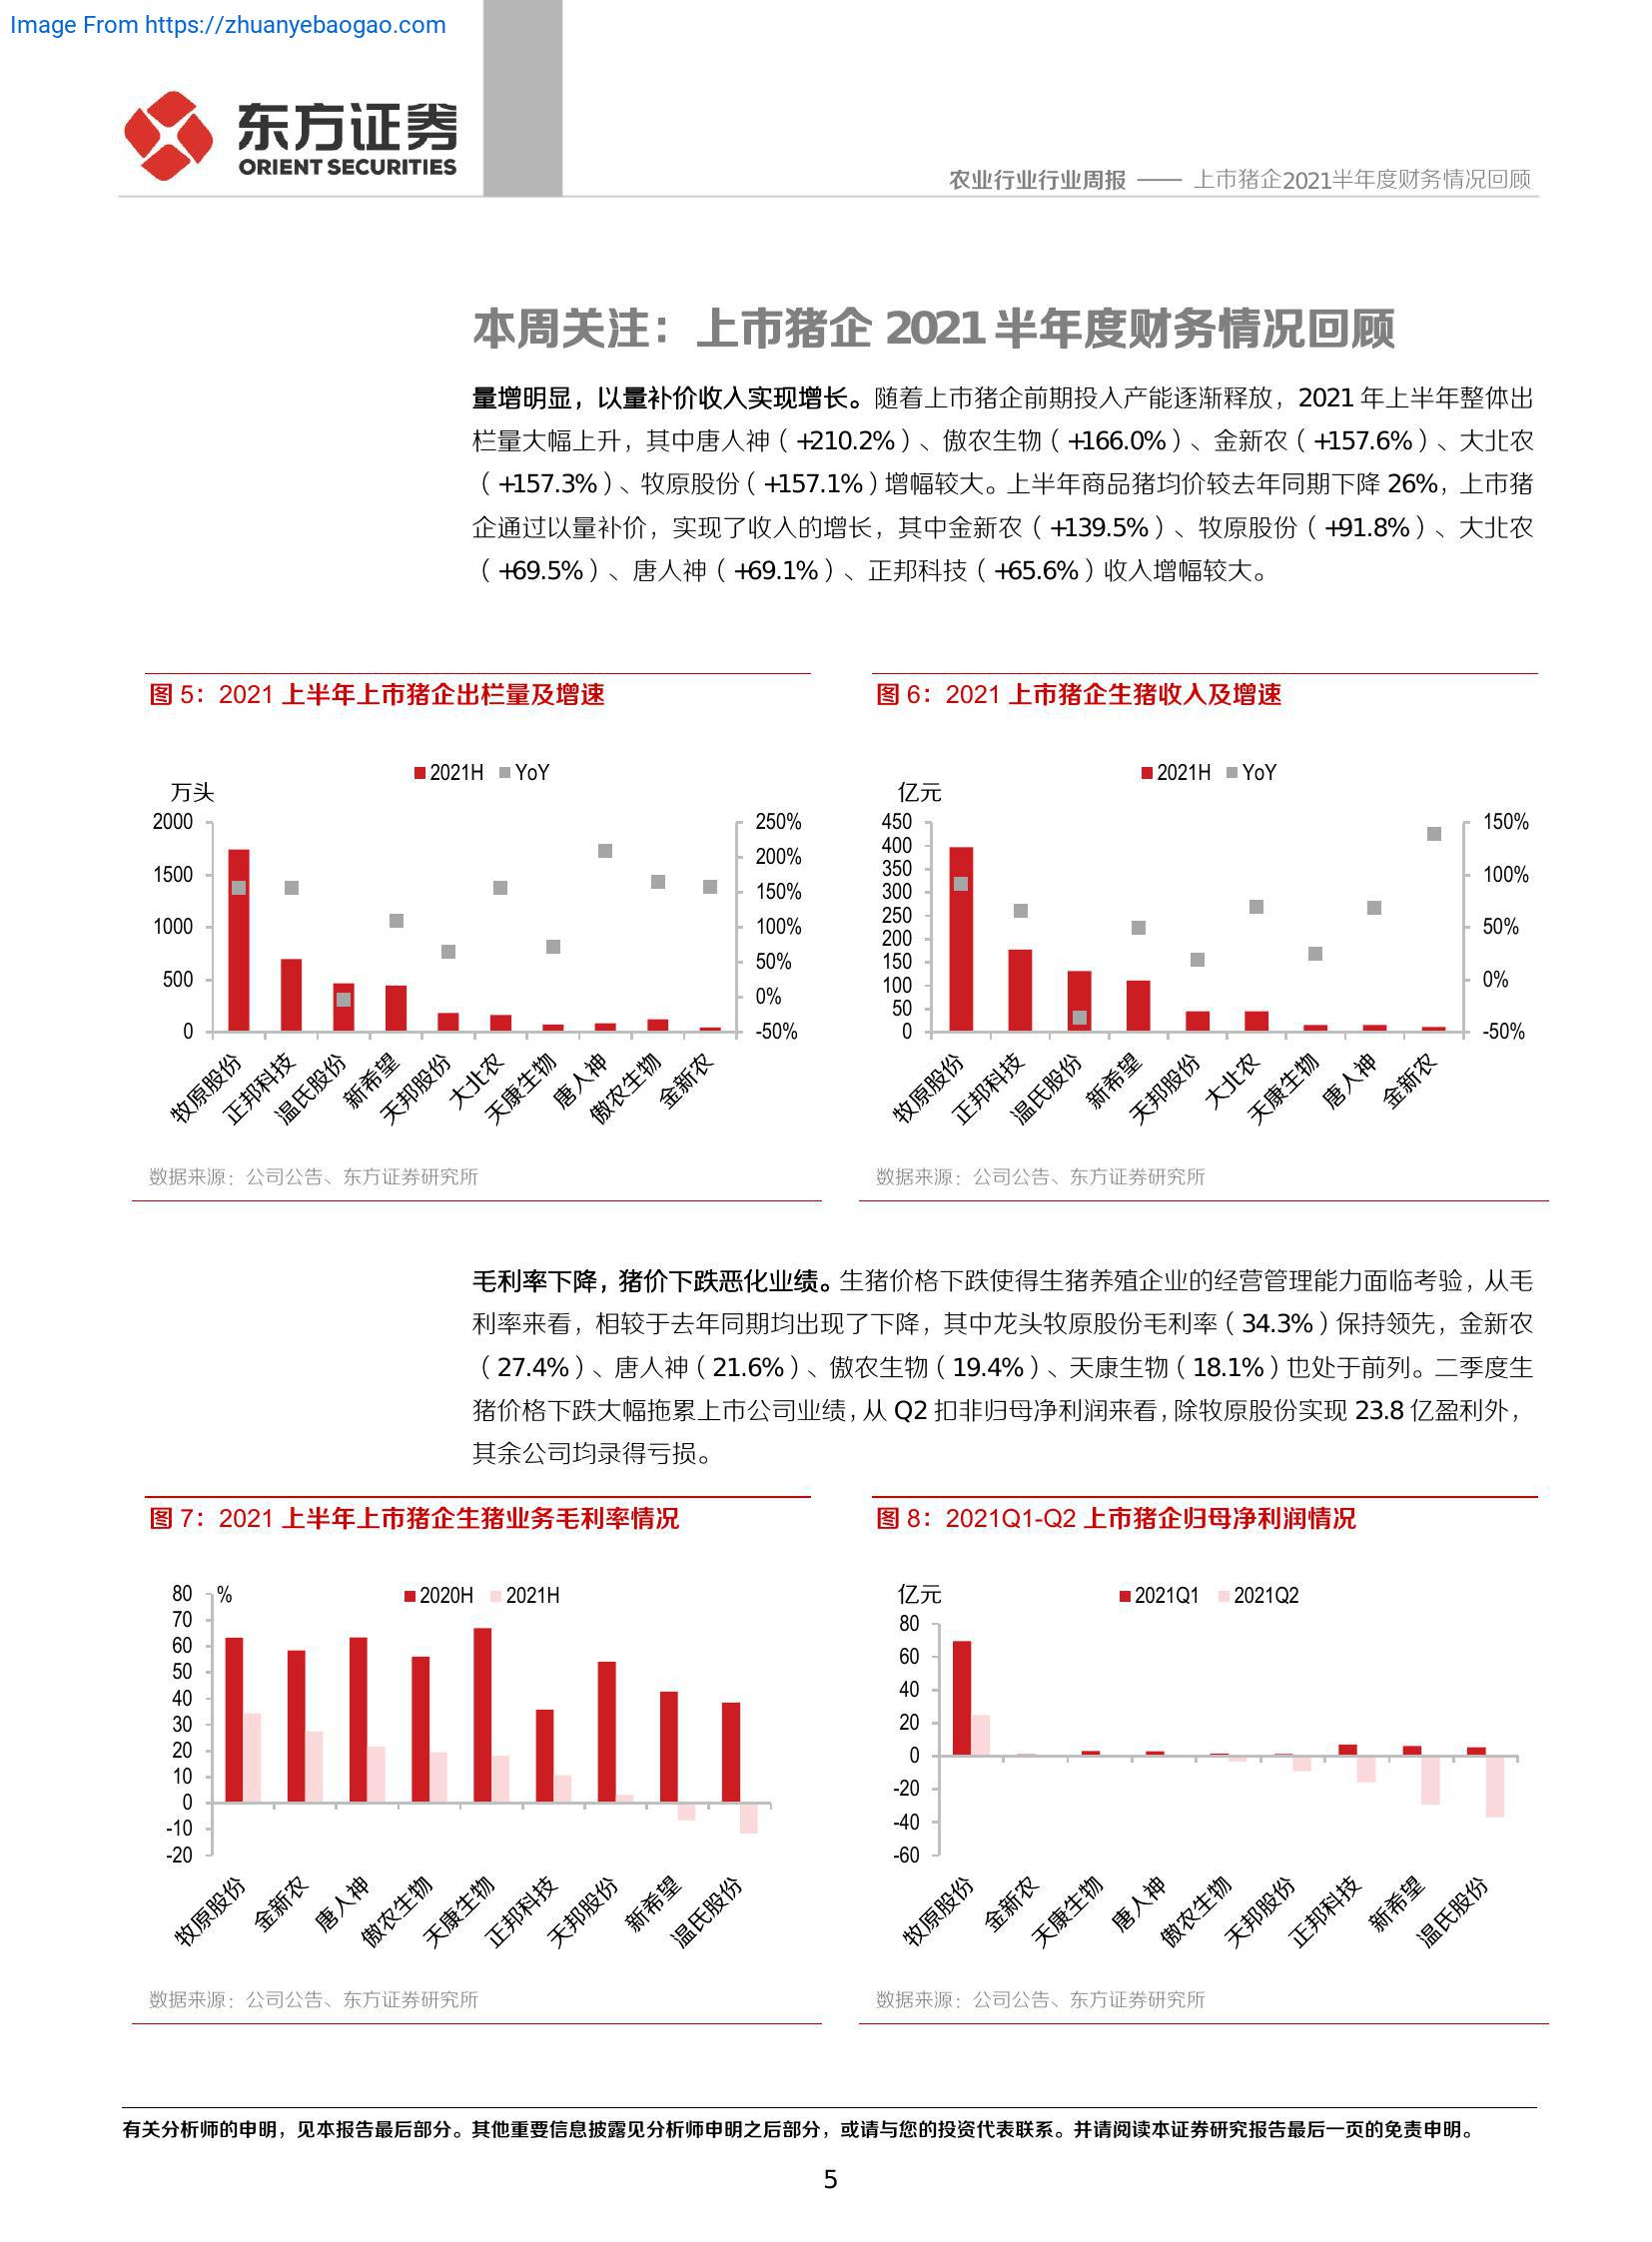 Image From https://zhuanyebaogao.com
东方证券
ORIENT SECURITIES
农业行业行业周报 —— 上市猪企2021半年度财务情况回顾
本周关注：上市猪企 2021 半年度财务情况回顾
量增明显，以量补价收入实现增长。随着上市猪企前期投入产能逐渐释放，2021 年上半年整体出
栏量大幅上升，其中唐人神（+210.2%）、傲农生物（+166.0%）、金新农（+157.6%）、大北农
（+157.3%）、牧原股份（+157.1%）增幅较大。上半年商品猪均价较去年同期下降 26%，上市猪
企通过以量补价，实现了收入的增长，其中金新农（+139.5%）、牧原股份（+91.8%）、大北农
（+69.5%）、唐人神（+69.1%）、正邦科技（+65.6%）收入增幅较大。
图 5：2021 上半年上市猪企出栏量及增速
2021H YoY
万头
2000
1500
1000
500
0
250%
200%
150%
100%
50%
0%
-50%
牧原股份
正邦科技
温氏股份
新希望
天邦股份
大北农
天康生物
唐人神
傲农生物
金新农
数据来源：公司公告、东方证券研究所
图 6：2021 上市猪企生猪收入及增速
2021H YoY
亿元
450
400
350
300
250
200
150
100
50
0
150%
100%
50%
0%
-50%
牧原股份
正邦科技
温氏股份
新希望
天邦股份
大北农
天康生物
唐人神
金新农
数据来源：公司公告、东方证券研究所
毛利率下降，猪价下跌恶化业绩。生猪价格下跌使得生猪养殖企业的经营管理能力面临考验，从毛
利率来看，相较于去年同期均出现了下降，其中龙头牧原股份毛利率（34.3%）保持领先，金新农
（27.4%）、唐人神（21.6%）、傲农生物（19.4%）、天康生物（18.1%）也处于前列。二季度生
猪价格下跌大幅拖累上市公司业绩，从 Q2 扣非归母净利润来看，除牧原股份实现 23.8 亿盈利外，
其余公司均录得亏损。
图 7：2021 上半年上市猪企生猪业务毛利率情况
%
2020H 2021H
80
70
60
50
40
30
20
10
0
-10
-20
牧原股份
金新农
唐人神
傲农生物
天康生物
正邦科技
天邦股份
新希望
温氏股份
数据来源：公司公告、东方证券研究所
图 8：2021Q1-Q2 上市猪企归母净利润情况
亿元
2021Q1 2021Q2
80
60
40
20
0
-20
-40
-60
牧原股份
金新农
天康生物
唐人神
傲农生物
天邦股份
正邦科技
新希望
温氏股份
数据来源：公司公告、东方证券研究所
有关分析师的申明，见本报告最后部分。其他重要信息披露见分析师申明之后部分，或请与您的投资代表联系。并请阅读本证券研究报告最后一页的免责申明。
5